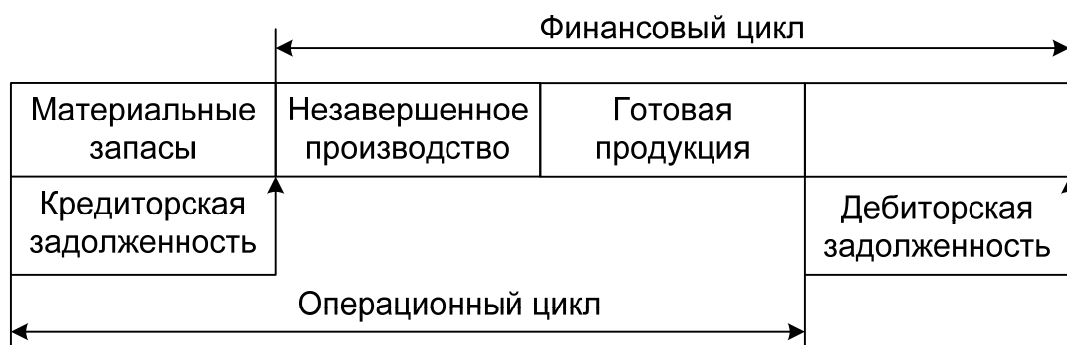 Финансовый цикл
Материальные
запасы
Незавершенное
производство
Готовая
продукция
Кредиторская
задолженность
Дебиторская
задолженность
Операционный цикл